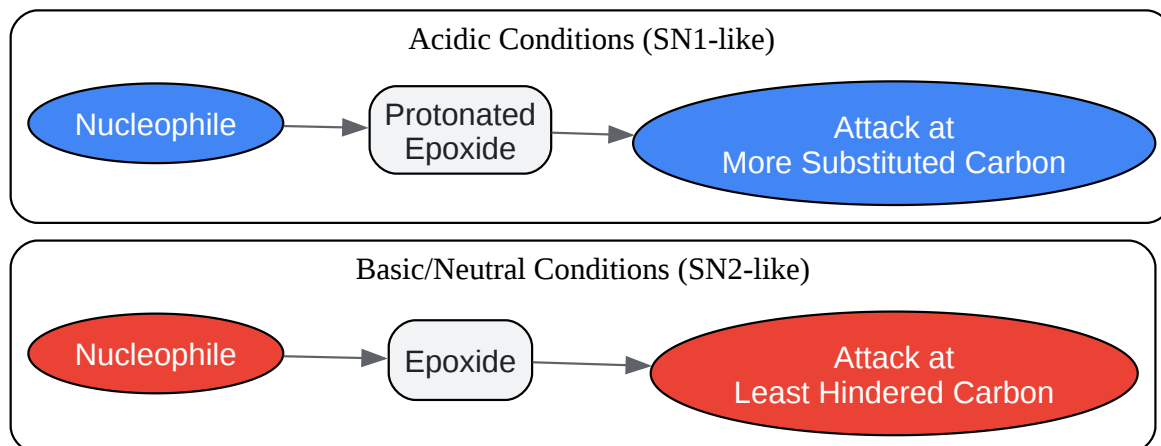 Acidic Conditions (SN1-like)
Nucleophile
Protonated
Epoxide
Attack at
More Substituted Carbon
Basic/Neutral Conditions (SN2-like)
Nucleophile
Epoxide
Attack at
Least Hindered Carbon